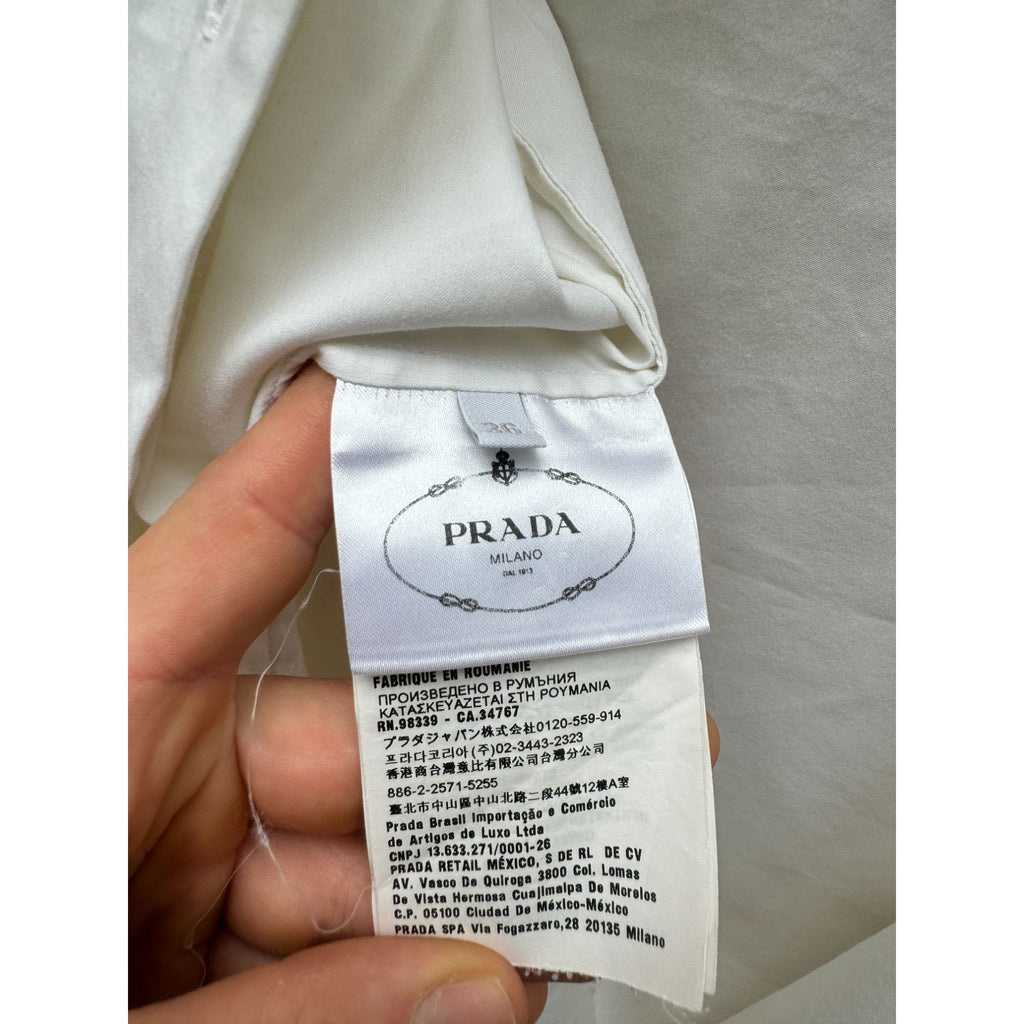 36
PRADA
MILANO
DAL 1913
FABRIQUE EN ROUMANIE
ПРОИЗВЕДЕНО В РУМЪНИЯ
ΚΑΤΑΣΚΕΥΑΖΕΤΑΙ ΣΤΗ ΡΟΥΜΑΝΙΑ
RN.98339 - CA.34767
プラダジャパン株式会社0120-559-914
프라다코리아(주)02-3443-2323
香港商台灣意比有限公司台灣分公司
886-2-2571-5255
臺北市中山區中山北路二段44號12樓A室
Prada Brasil Importação e Comércio
de Artigos de Luxo Ltda
CNPJ 13.633.271/0001-26
PRADA RETAIL MÉXICO, S DE RL DE CV
AV. Vasco De Quiroga 3800 Col. Lomas
De Vista Hermosa Cuajimalpa De Morelos
C.P. 05100 Ciudad De México-México
PRADA SPA Via Fogazzaro,28 20135 Milano